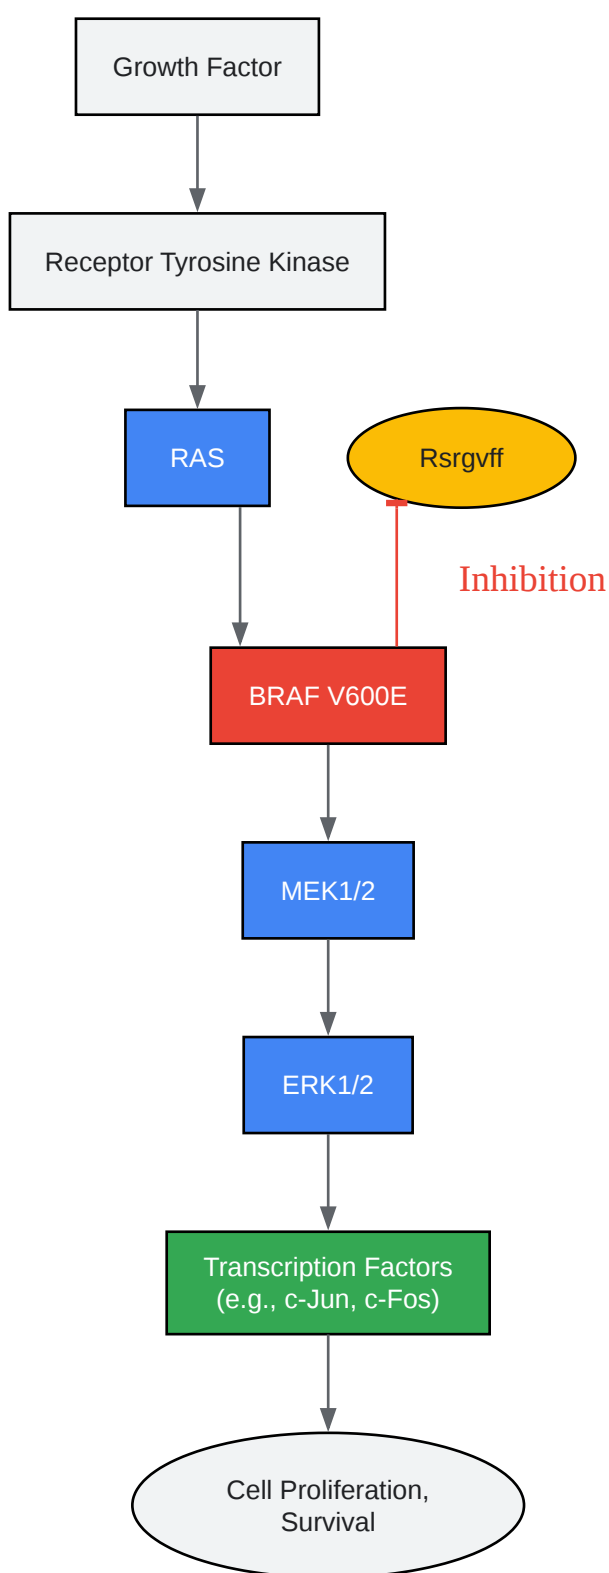 Growth Factor
Receptor Tyrosine Kinase
RAS
Rsrgvff
Inhibition
BRAF V600E
MEK1/2
ERK1/2
Transcription Factors
(e.g., c-Jun, c-Fos)
Cell Proliferation,
Survival